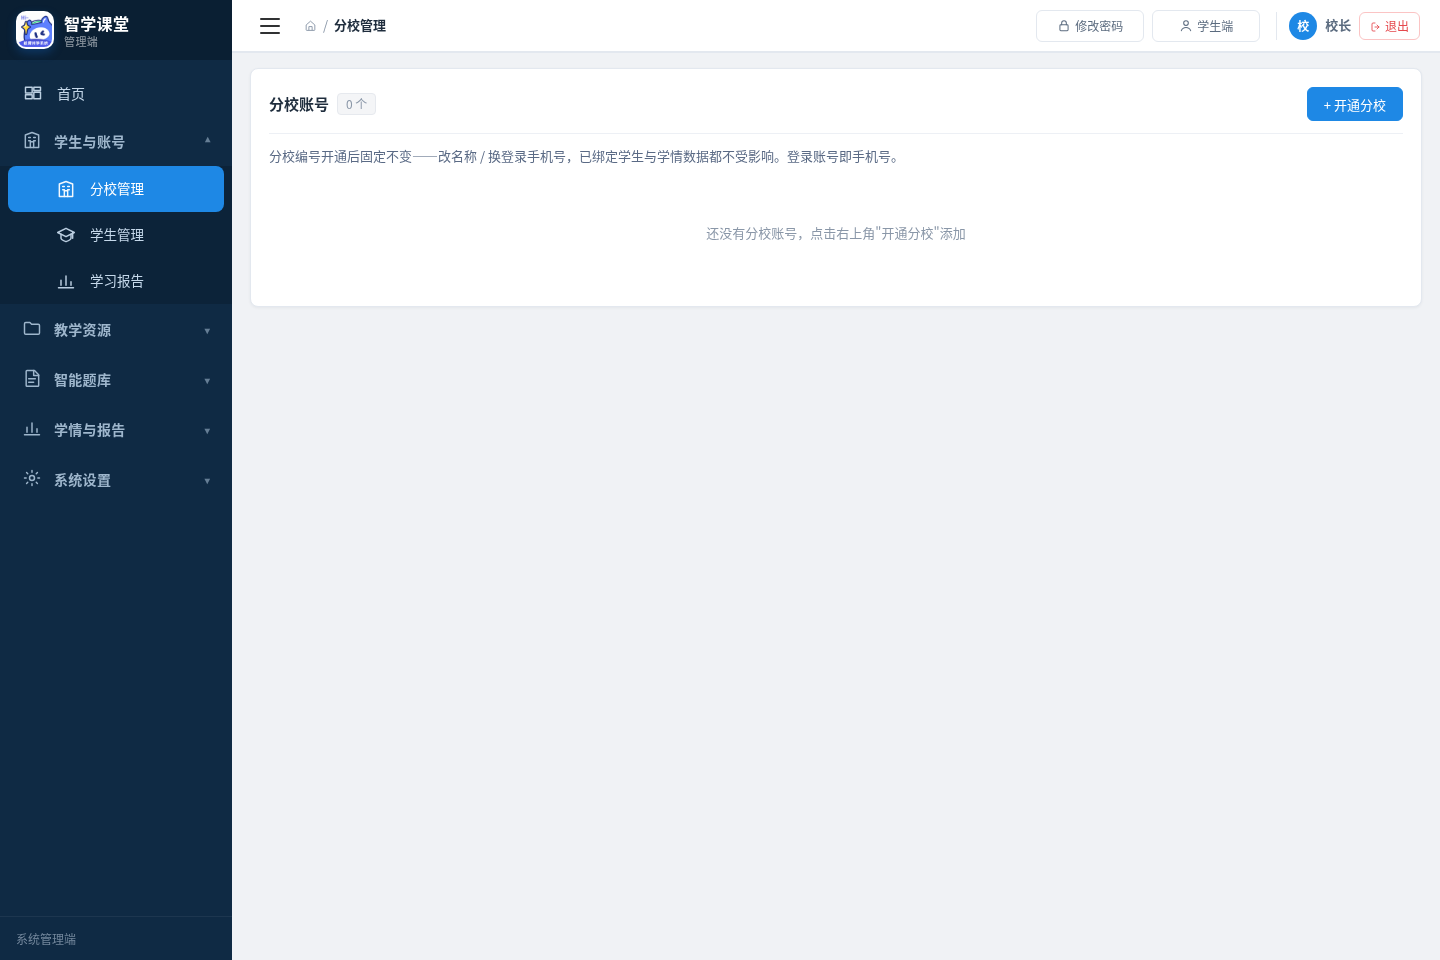 智学课堂
管理端
首页
学生与账号
分校管理
学生管理
学习报告
教学资源
智能题库
学情与报告
系统设置
系统管理端
/ 分校管理
修改密码
学生端
校 校长
退出
分校账号 0 个
+ 开通分校
分校编号开通后固定不变——改名称 / 换登录手机号，已绑定学生与学情数据都不受影响。登录账号即手机号。
还没有分校账号，点击右上角"开通分校"添加